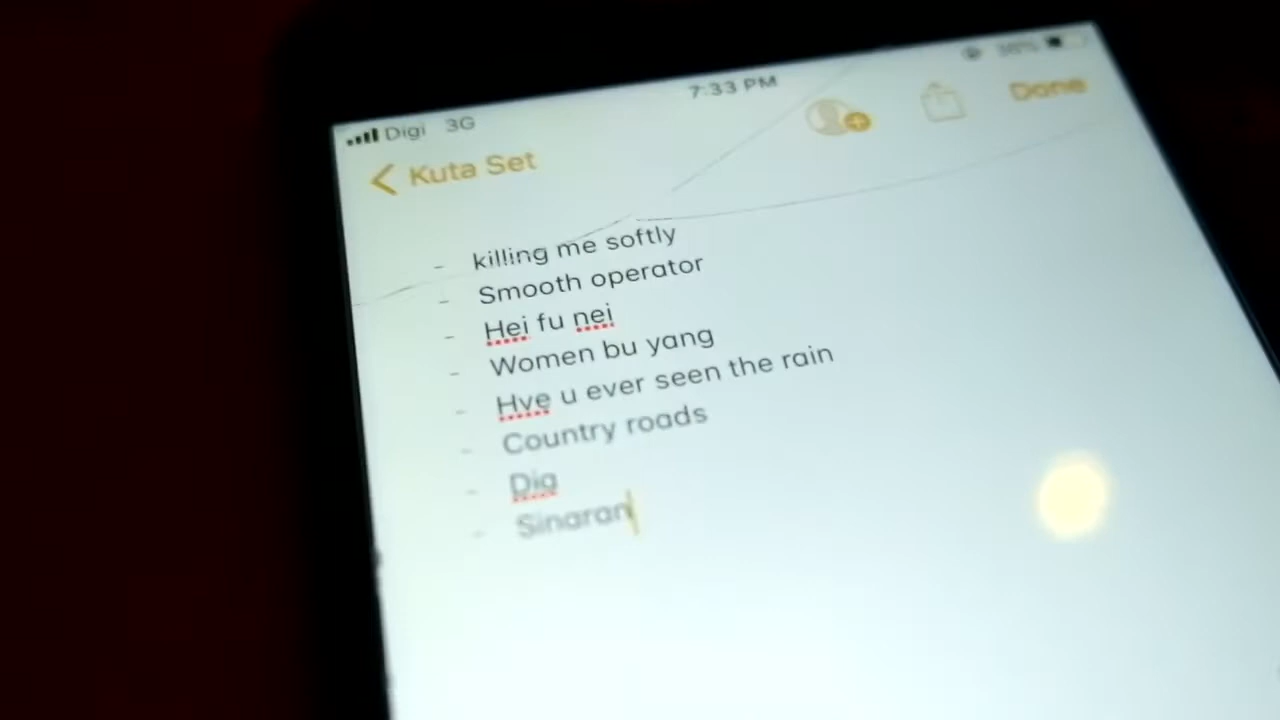 7:33 PM
Digi 3G
Kuta Set
Done
- killing me softly
- Smooth operator
- Hei fu nei
- Women bu yang
- Hve u ever seen the rain
- Country roads
- Dia
- Sinaran